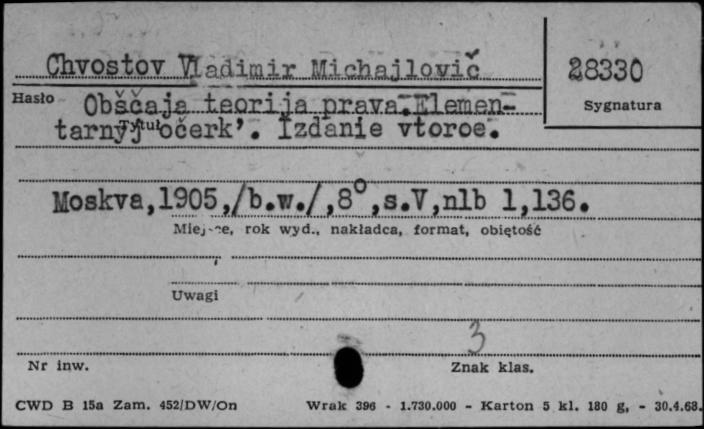 Chvostov Vladimir Michajlovič
28330
Hasło
Obščaja teorija prava.Elemen-
Sygnatura
tarnyj očerk'. Izdanie vtoroe.
Tytuł
Moskva,1905,/b.w./,8°,s.V,nlb 1,136.
Miejsce, rok wyd., nakładca, format, objętość
Uwagi
3
Nr inw.
Znak klas.
CWD B 15a Zam. 452/DW/On Wrak 396 - 1.730.000 - Karton 5 kl. 180 g, - 30.4.68.